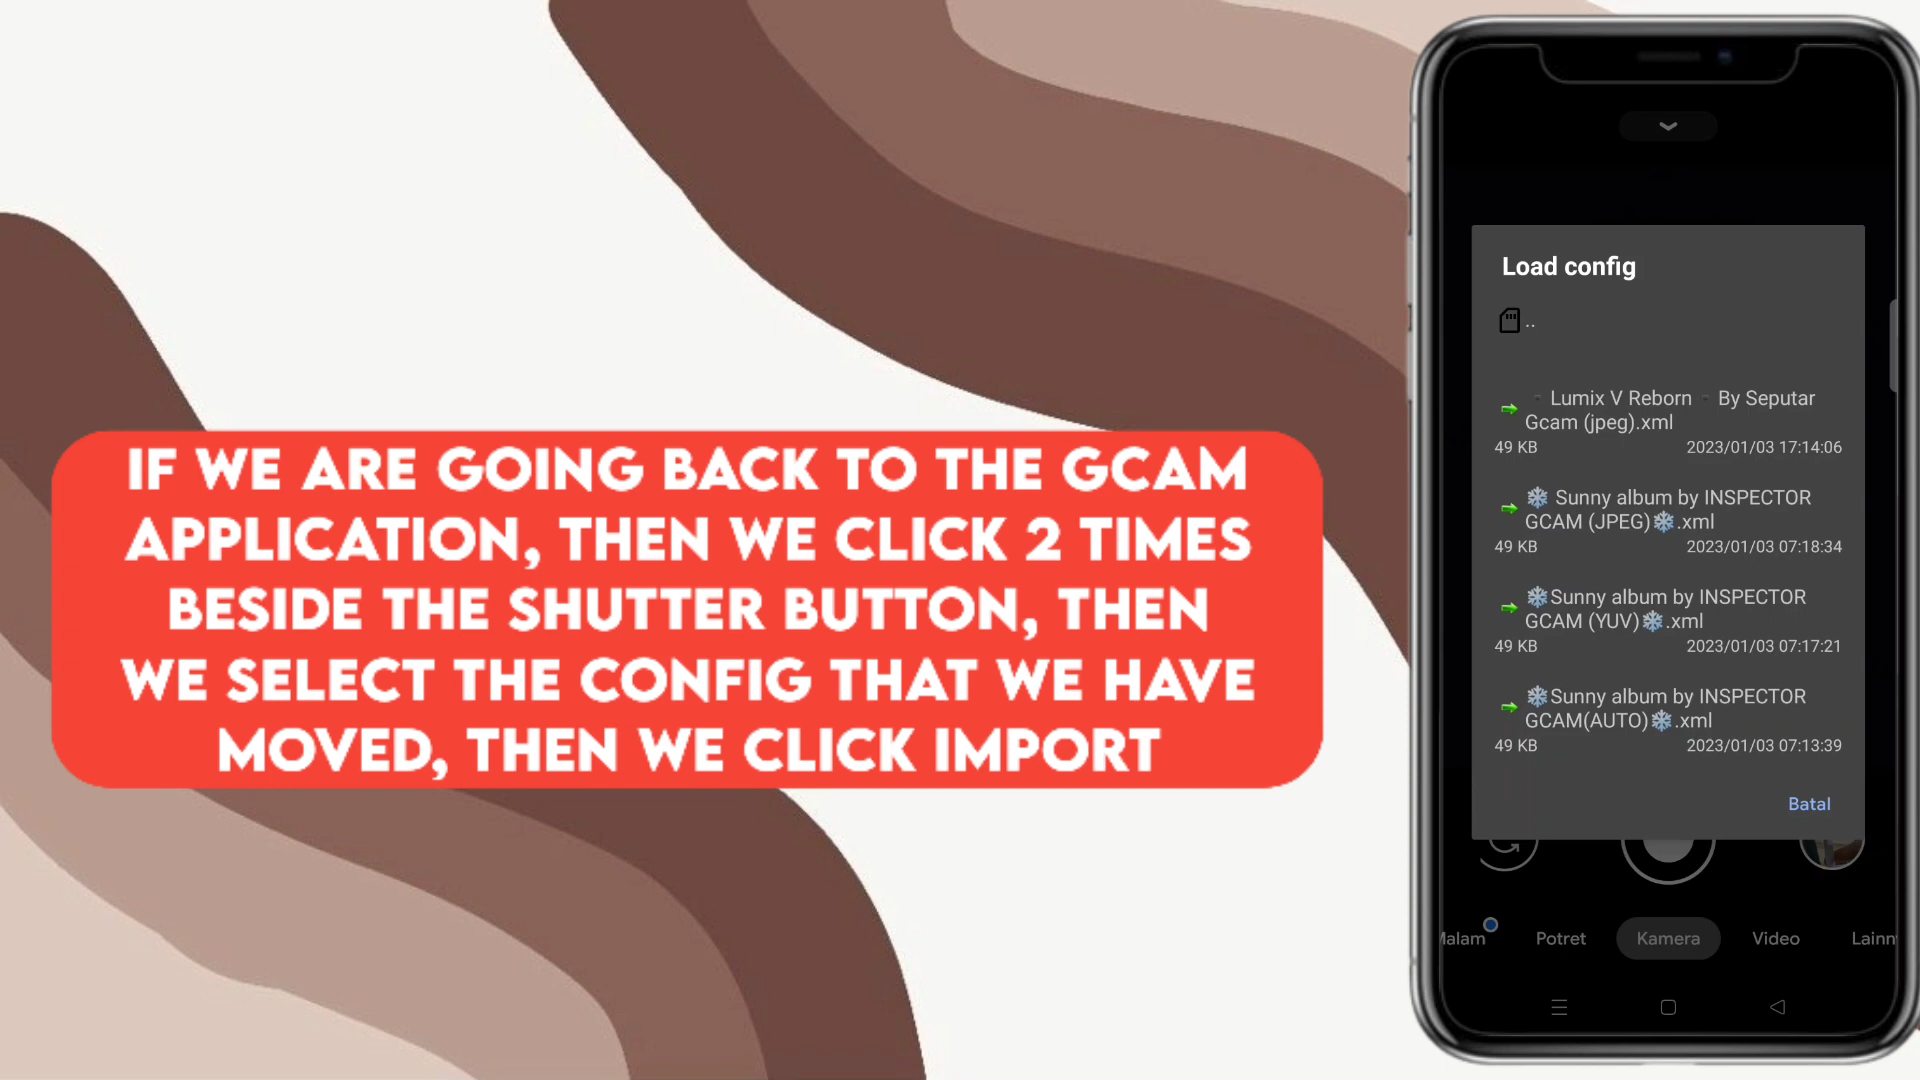 IF WE ARE GOING BACK TO THE GCAM
APPLICATION, THEN WE CLICK 2 TIMES
BESIDE THE SHUTTER BUTTON, THEN
WE SELECT THE CONFIG THAT WE HAVE
MOVED, THEN WE CLICK IMPORT
Load config
..
Lumix V Reborn By Seputar
Gcam (jpeg).xml
49 KB 2023/01/03 17:14:06
❄️ Sunny album by INSPECTOR
GCAM (JPEG)❄️.xml
49 KB 2023/01/03 07:18:34
❄️Sunny album by INSPECTOR
GCAM (YUV)❄️.xml
49 KB 2023/01/03 07:17:21
❄️Sunny album by INSPECTOR
GCAM(AUTO)❄️.xml
49 KB 2023/01/03 07:13:39
Batal
Malam Potret Kamera Video Lainn